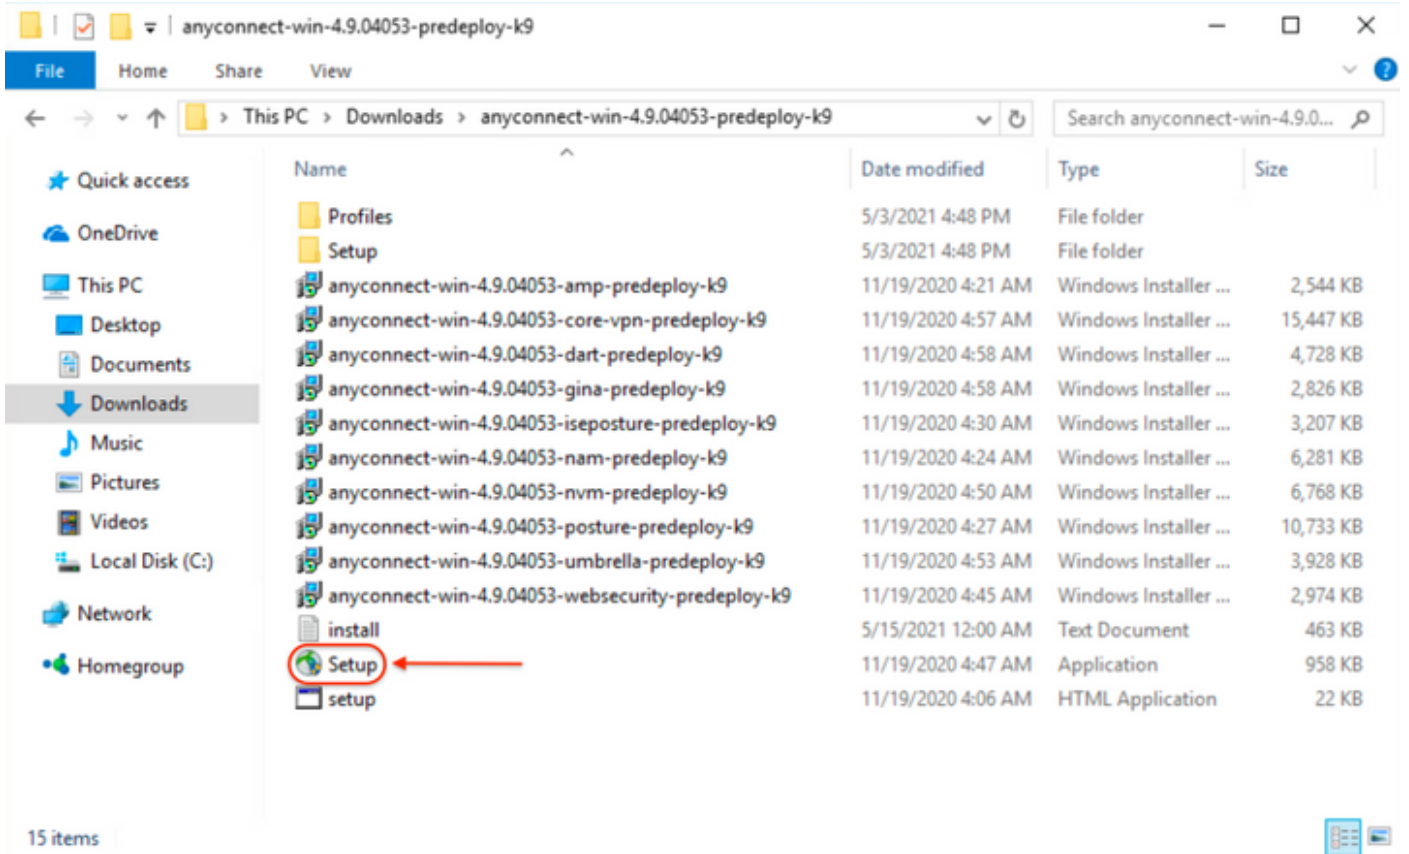 anyconnect-win-4.9.04053-predeploy-k9
File Home Share View
This PC > Downloads > anyconnect-win-4.9.04053-predeploy-k9 Search anyconnect-win-4.9.0...
Name Date modified Type Size
Quick access
OneDrive
This PC
Desktop
Documents
Downloads
Music
Pictures
Videos
Local Disk (C:)
Network
Homegroup
Profiles 5/3/2021 4:48 PM File folder
Setup 5/3/2021 4:48 PM File folder
anyconnect-win-4.9.04053-amp-predeploy-k9 11/19/2020 4:21 AM Windows Installer ... 2,544 KB
anyconnect-win-4.9.04053-core-vpn-predeploy-k9 11/19/2020 4:57 AM Windows Installer ... 15,447 KB
anyconnect-win-4.9.04053-dart-predeploy-k9 11/19/2020 4:58 AM Windows Installer ... 4,728 KB
anyconnect-win-4.9.04053-gina-predeploy-k9 11/19/2020 4:58 AM Windows Installer ... 2,826 KB
anyconnect-win-4.9.04053-iseposture-predeploy-k9 11/19/2020 4:30 AM Windows Installer ... 3,207 KB
anyconnect-win-4.9.04053-nam-predeploy-k9 11/19/2020 4:24 AM Windows Installer ... 6,281 KB
anyconnect-win-4.9.04053-nvm-predeploy-k9 11/19/2020 4:50 AM Windows Installer ... 6,768 KB
anyconnect-win-4.9.04053-posture-predeploy-k9 11/19/2020 4:27 AM Windows Installer ... 10,733 KB
anyconnect-win-4.9.04053-umbrella-predeploy-k9 11/19/2020 4:53 AM Windows Installer ... 3,928 KB
anyconnect-win-4.9.04053-websecurity-predeploy-k9 11/19/2020 4:45 AM Windows Installer ... 2,974 KB
install 5/15/2021 12:00 AM Text Document 463 KB
Setup 11/19/2020 4:47 AM Application 958 KB
setup 11/19/2020 4:06 AM HTML Application 22 KB
15 items